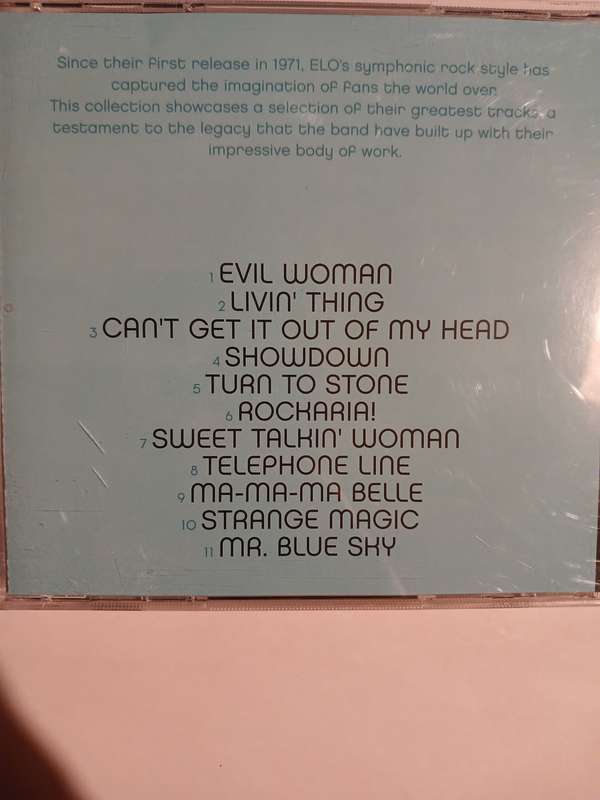 Since their first release in 1971, ELO's symphonic rock style has
captured the imagination of fans the world over.
This collection showcases a selection of their greatest tracks, a
testament to the legacy that the band have built up with their
impressive body of work.
1 EVIL WOMAN
2 LIVIN' THING
3 CAN'T GET IT OUT OF MY HEAD
4 SHOWDOWN
5 TURN TO STONE
6 ROCKARIA!
7 SWEET TALKIN' WOMAN
8 TELEPHONE LINE
9 MA-MA-MA BELLE
10 STRANGE MAGIC
11 MR. BLUE SKY